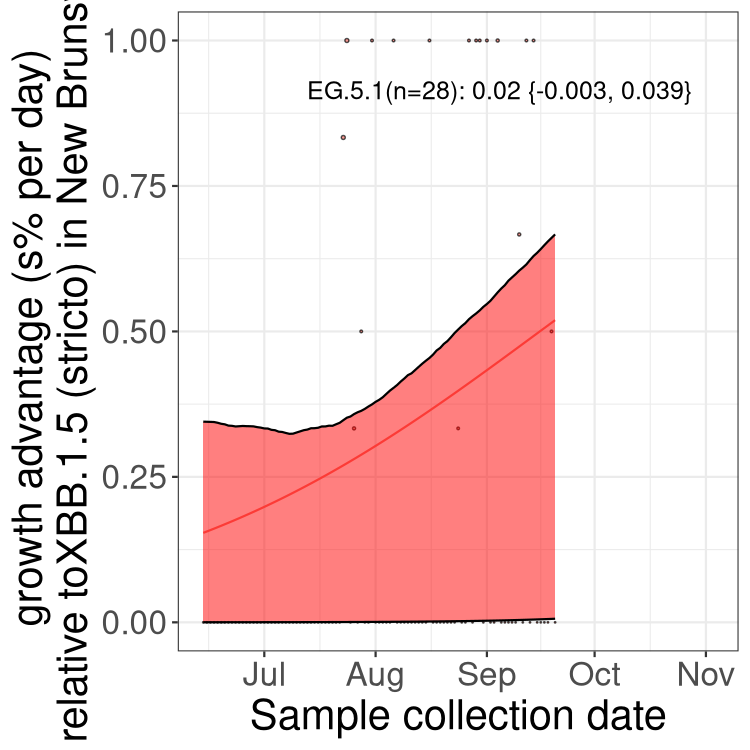 growth advantage (s% per day)
relative toXBB.1.5 (stricto) in New
1.00
0.75
0.50
0.25
0.00
EG.5.1(n=28): 0.02 {-0.003, 0.039}
Jul Aug Sep Oct Nov
Sample collection date